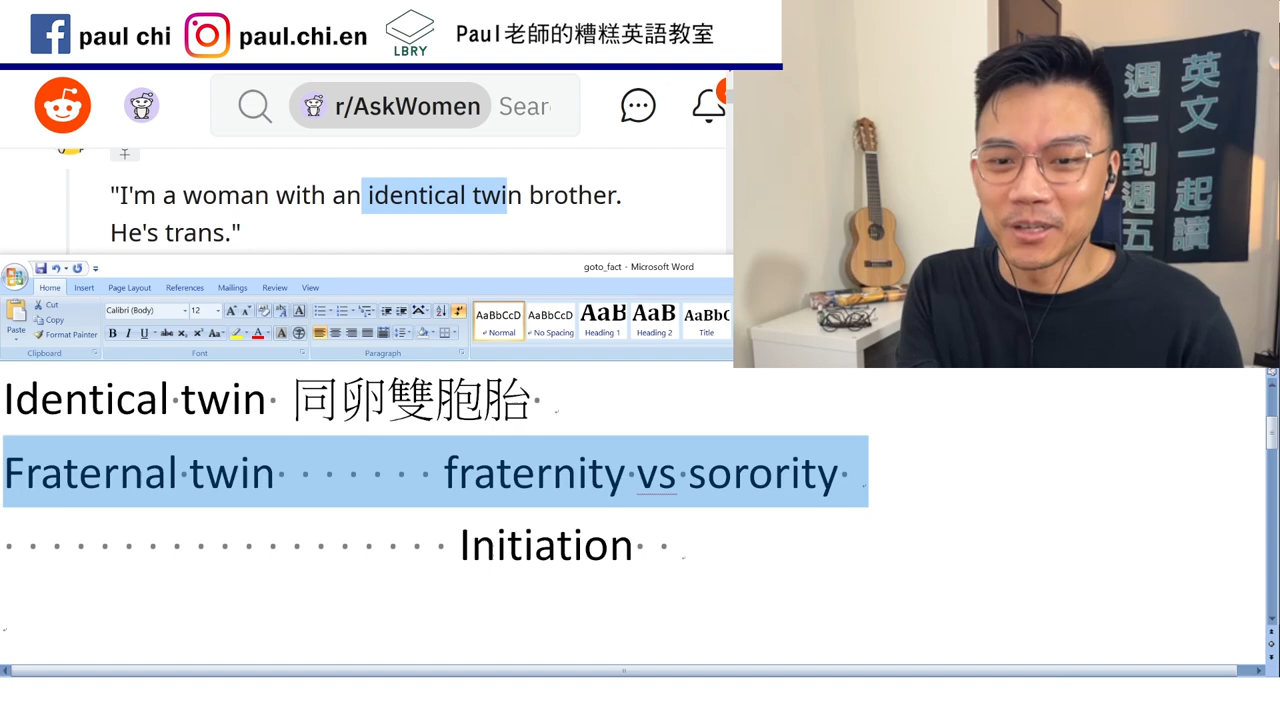 paul chi
paul.chi.en
LBRY
Paul老師的糟糕英語教室
r/AskWomen
Sear
"I'm a woman with an identical twin brother.
He's trans."
英文一起讀
週一到週五
goto_fact - Microsoft Word
Home Insert Page Layout References Mailings Review View
Paste
Cut
Copy
Format Painter
Calibri (Body) 12
AaBbCcD AaBbCcD AaBb AaB AaBbC
Normal No Spacing Heading 1 Heading 2 Title
Clipboard Font Paragraph
Identical twin 同卵雙胞胎
Fraternal twin fraternity vs sorority
Initiation